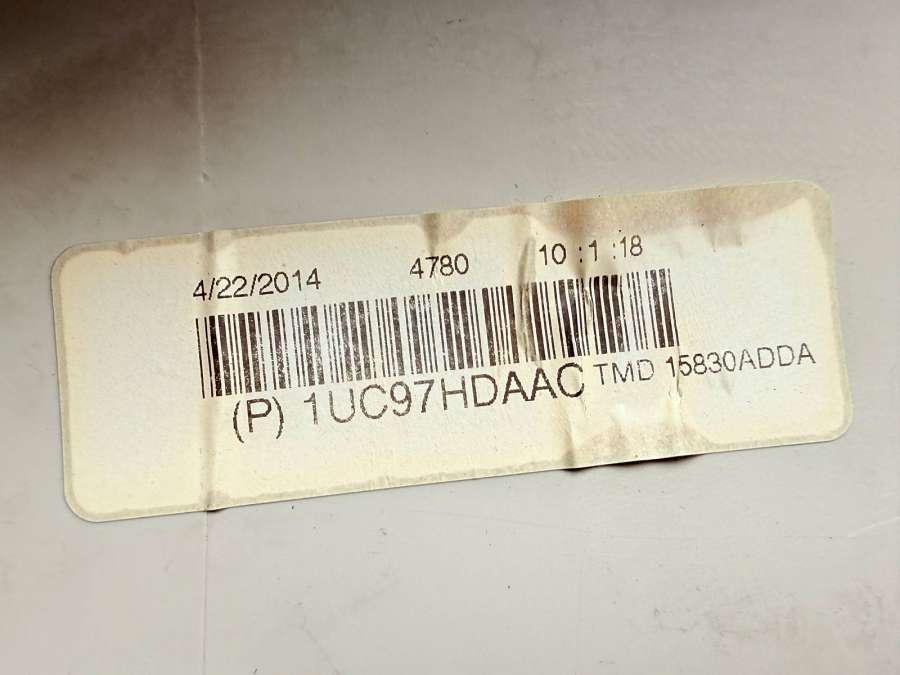 4/22/2014 4780 10 :1 :18
(P) 1UC97HDAAC TMD 15830ADDA